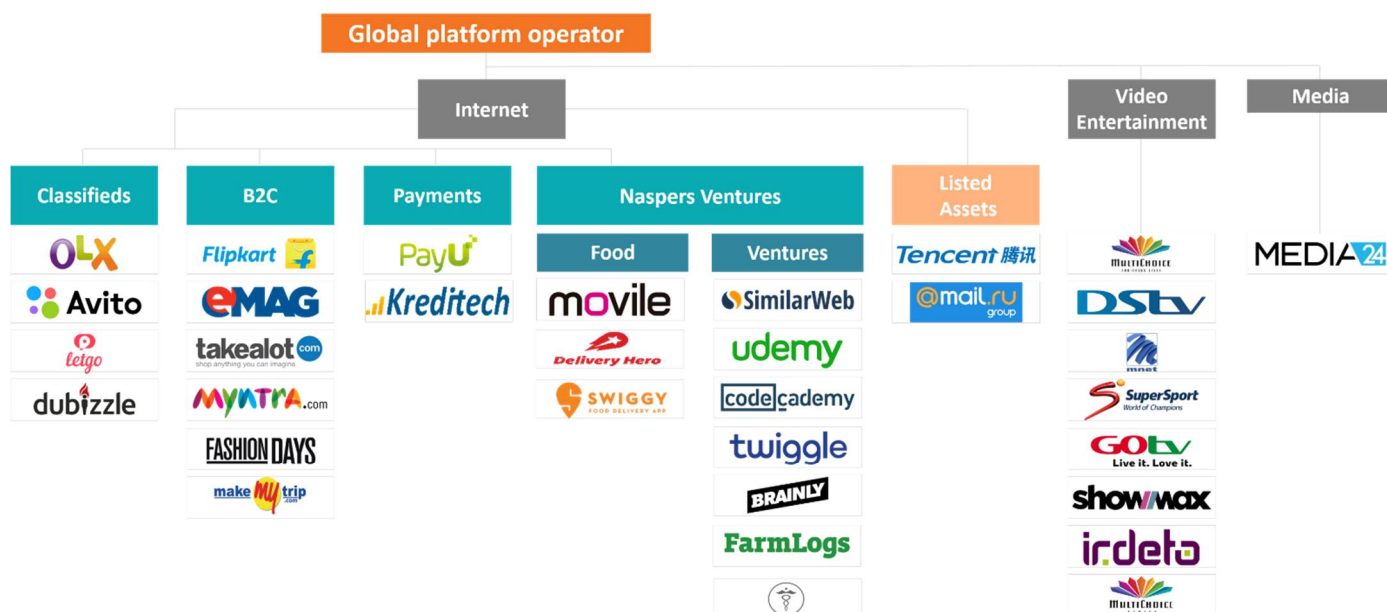 Global platform operator
Internet
Video
Entertainment
Media
Classifieds
B2C
Payments
Naspers Ventures
Listed
Assets
Food
Ventures
OLX
Avito
letgo
dubizzle
Flipkart
eMAG
takealot.com
shop anything you can imagine
Myntra.com
FASHION DAYS
make my trip
.com
PayU
Kreditech
movile
Delivery Hero
SWIGGY
FOOD DELIVERY APP
SimilarWeb
udemy
codecademy
twiggle
BRAINLY
FarmLogs
Tencent 腾讯
@mail.ru
group
MULTICHOICE
DStv
mnet
SuperSport
World of Champions
GOtv
Live it. Love it.
showmax
irdeto
MULTICHOICE
MEDIA24